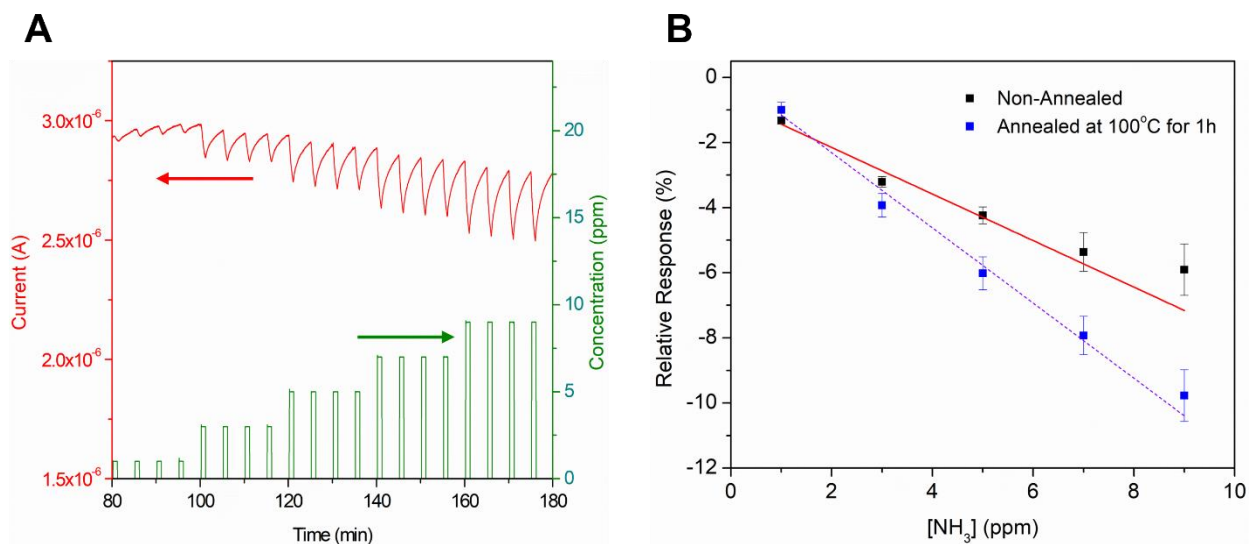 A
B
3.0x10⁻⁶
2.5x10⁻⁶
2.0x10⁻⁶
1.5x10⁻⁶
Current (A)
20
15
10
5
0
Concentration (ppm)
80 100 120 140 160 180
Time (min)
0
-2
-4
-6
-8
-10
-12
Relative Response (%)
Non-Annealed
Annealed at 100°C for 1h
0 2 4 6 8 10
[NH₃] (ppm)